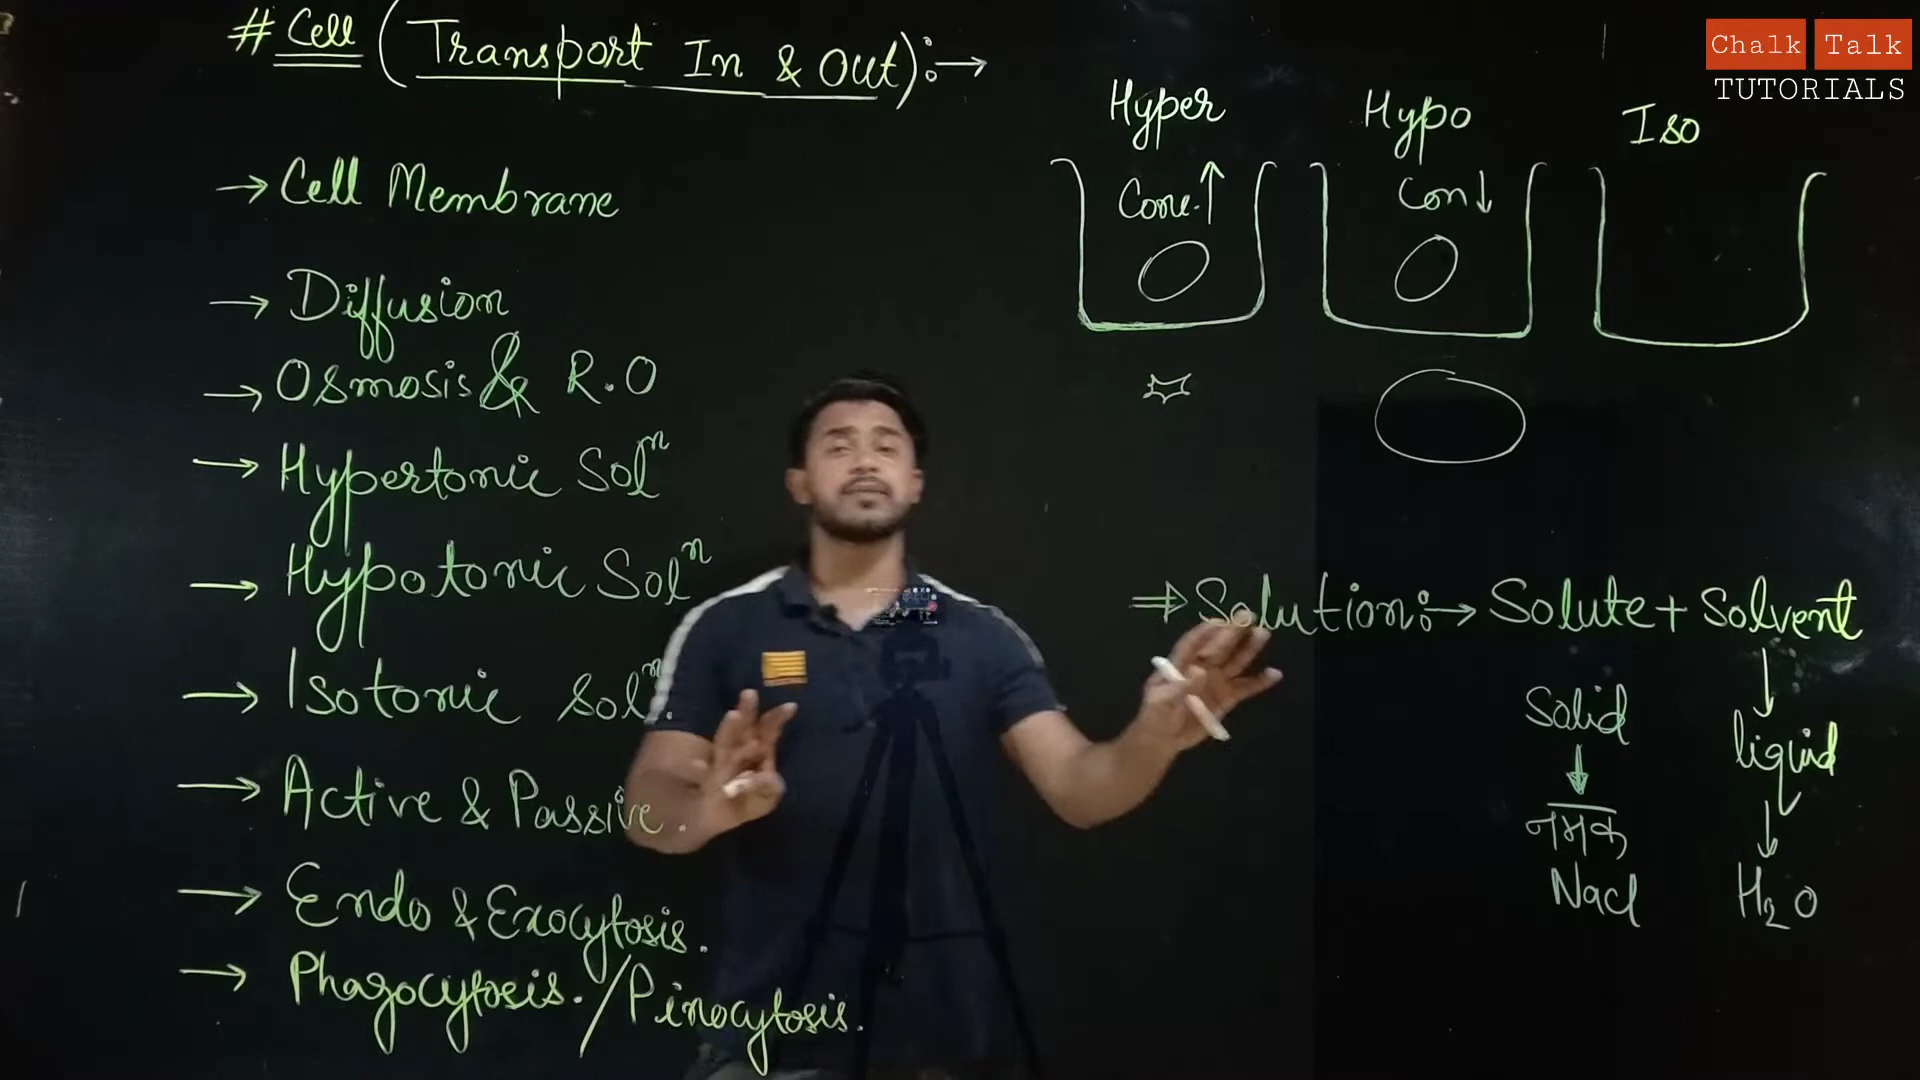 # Cell (Transport In & Out):→
→ Cell Membrane
→ Diffusion
→ Osmosis & R.O
→ Hypertonic Solⁿ
→ Hypotonic Solⁿ
→ Isotonic Solⁿ.
→ Active & Passive.
→ Endo & Exocytosis.
→ Phagocytosis./Pinocytosis.
Hyper Hypo Iso
Conc.↑ Con↓
⇒ Solution:→ Solute + Solvent
↓
Solid liquid
↓ ↓
नमक
Nacl H₂O
Chalk Talk
TUTORIALS